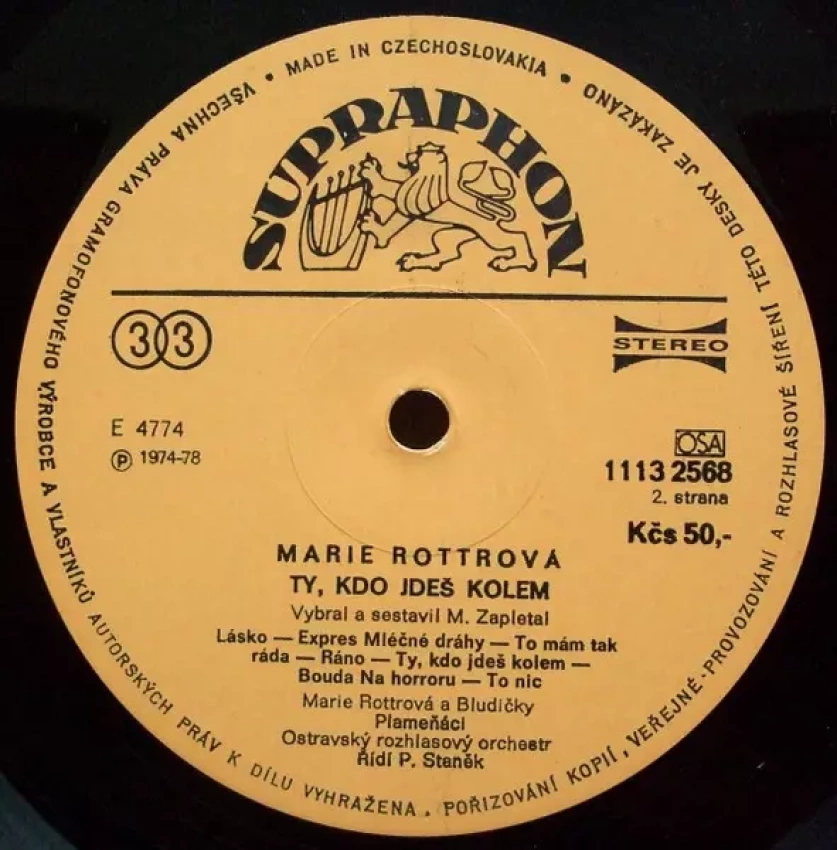 VŠECHNA PRÁVA GRAMOFONOVÉHO VÝROBCE A VLASTNÍKŮ AUTORSKÝCH PRÁV K DÍLU VYHRAŽENA. POŘIZOVÁNÍ KOPIÍ, VEŘEJNÉ PROVOZOVÁNÍ A ROZHLASOVÉ ŠÍŘENÍ TÉTO DESKY JE ZAKÁZÁNO • MADE IN CZECHOSLOVAKIA •
SUPRAPHON
33
STEREO
E 4774
Ⓟ 1974-78
OSA
1113 2568
2. strana
Kčs 50,-
MARIE ROTTROVÁ
TY, KDO JDEŠ KOLEM
Vybral a sestavil M. Zapletal
Lásko — Expres Mléčné dráhy — To mám tak
ráda — Ráno — Ty, kdo jdeš kolem —
Bouda Na horroru — To nic
Marie Rottrová a Bludičky
Plameňáci
Ostravský rozhlasový orchestr
Řídí P. Staněk